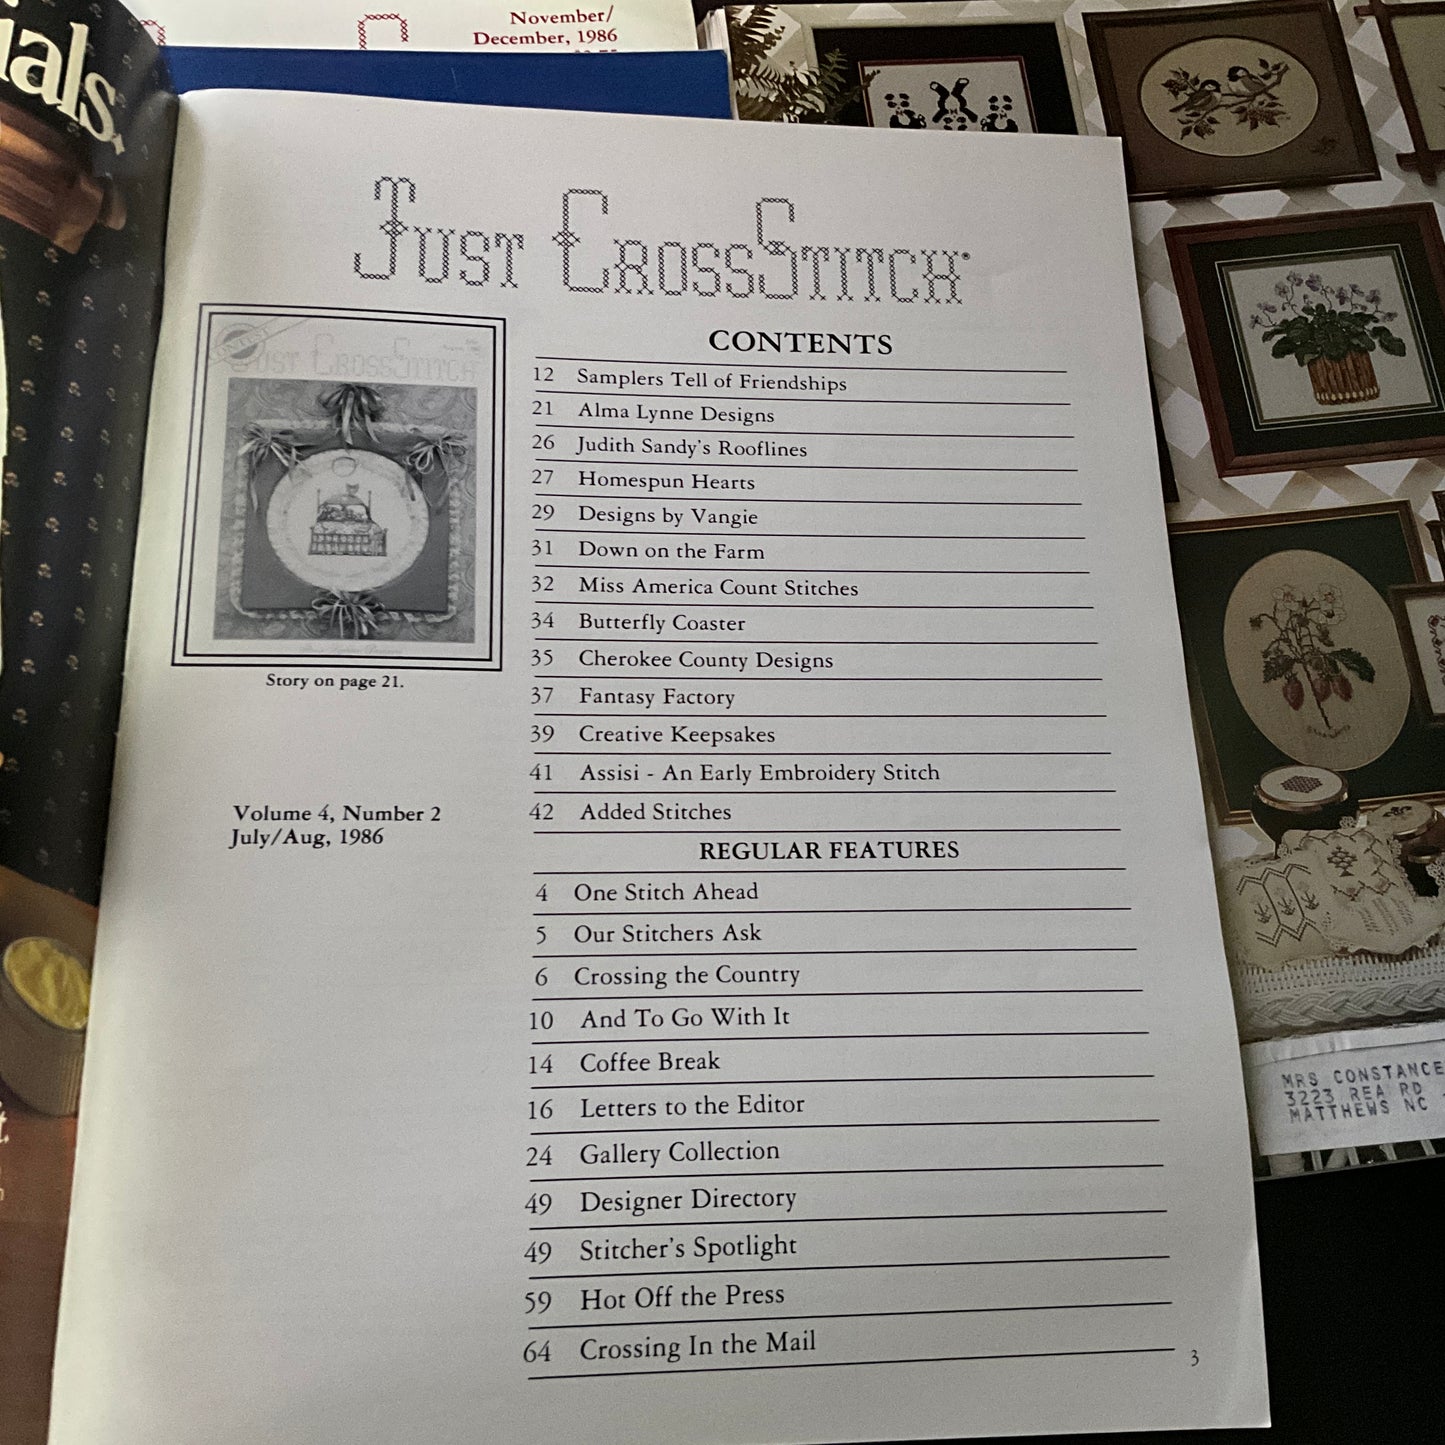 ials.
November/
December, 1986
Just CrossStitch®
Just CrossStitch
Story on page 21.
Volume 4, Number 2
July/Aug, 1986
CONTENTS
12 Samplers Tell of Friendships
21 Alma Lynne Designs
26 Judith Sandy's Rooflines
27 Homespun Hearts
29 Designs by Vangie
31 Down on the Farm
32 Miss America Count Stitches
34 Butterfly Coaster
35 Cherokee County Designs
37 Fantasy Factory
39 Creative Keepsakes
41 Assisi - An Early Embroidery Stitch
42 Added Stitches
REGULAR FEATURES
4 One Stitch Ahead
5 Our Stitchers Ask
6 Crossing the Country
10 And To Go With It
14 Coffee Break
16 Letters to the Editor
24 Gallery Collection
49 Designer Directory
49 Stitcher's Spotlight
59 Hot Off the Press
64 Crossing In the Mail
3
MRS CONSTANCE
3223 REA RD
MATTHEWS NC